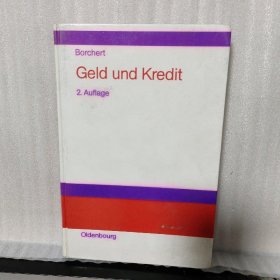 Borchert
Geld und Kredit
2. Auflage
Oldenbourg